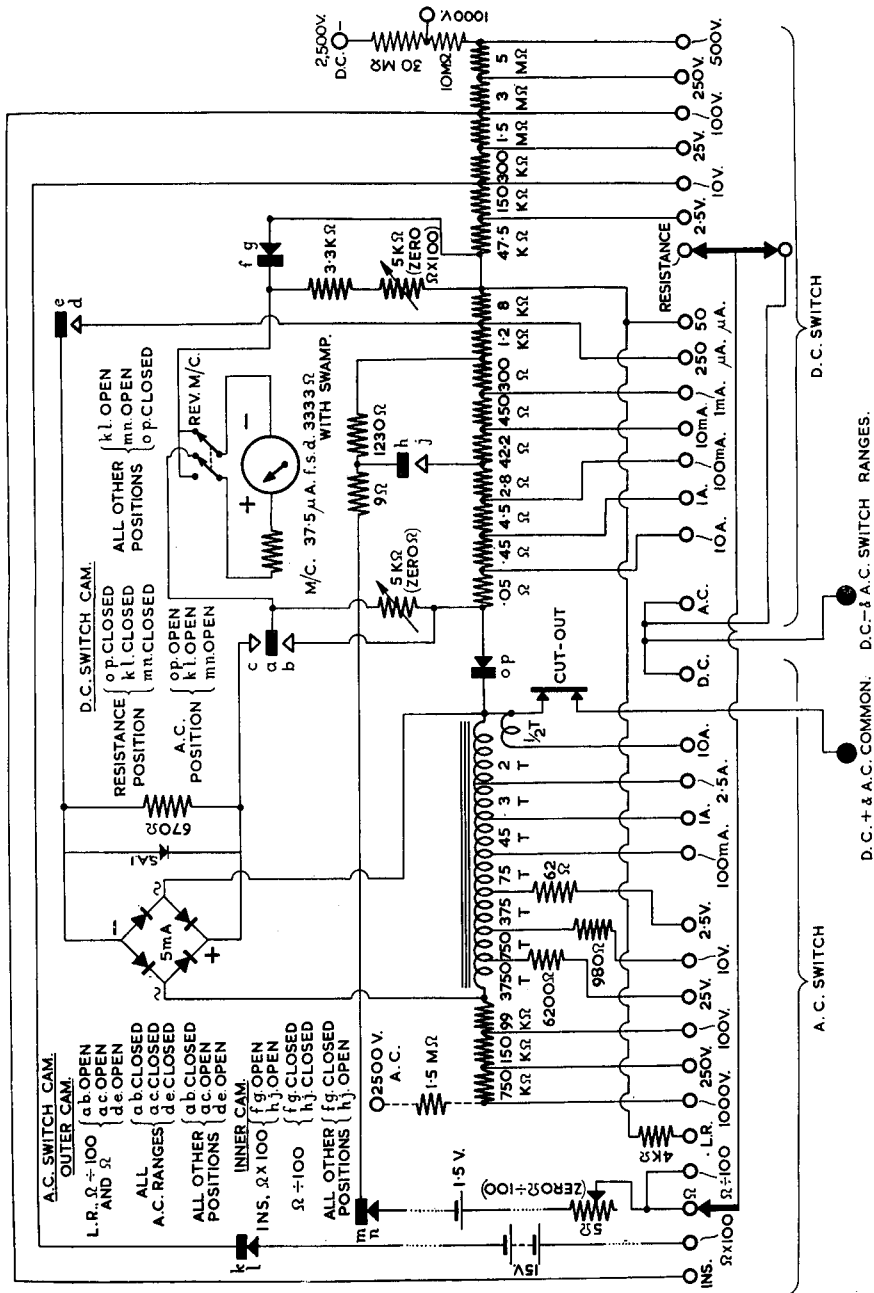 A.C. SWITCH CAM.
OUTER CAM.
L.R., Ω ÷ 100 AND Ω { ab. OPEN
ac. OPEN
de. OPEN
ALL A.C. RANGES { ab. CLOSED
ac. CLOSED
de. CLOSED
ALL OTHER POSITIONS { ab. CLOSED
ac. OPEN
de. OPEN
INNER CAM.
INS, Ω X 100 { fg. OPEN
hj. CLOSED
Ω ÷ 100 { fg. CLOSED
hj. CLOSED
ALL OTHER POSITIONS { fg. CLOSED
hj. OPEN
D.C. SWITCH CAM.
RESISTANCE POSITION { op. CLOSED
kl. CLOSED
mn. CLOSED
A.C. POSITION { op. OPEN
kl. OPEN
mn. OPEN
ALL OTHER POSITIONS { kl. OPEN
mn. OPEN
op. CLOSED
- 5mA +
~ ~
SA.1
670Ω
c
a
b
e
d
REV. M/C.
+ -
M/C. 37·5μA. f.s.d. 3333Ω WITH SWAMP.
f g
3·3KΩ
5KΩ (ZERO Ω X 100)
2,500V. D.C.
1000V.
30 MΩ
10MΩ
k
l
m
n
9Ω
1230Ω
h
j
5KΩ (ZERO Ω)
2500 V. A.C.
1·5 MΩ
750 KΩ
150 KΩ
99 KΩ
3750 T
750 T
375 T
75 T
45 T
·3 T
2 T
½T
o p
CUT-OUT
·05 Ω
·45 Ω
4·5 Ω
2·8 Ω
42·2 Ω
450 Ω
300 Ω
1·2 KΩ
8 KΩ
47·5 KΩ
150 KΩ
300 KΩ
1·5 MΩ
3 MΩ
5 MΩ
15V.
1·5V.
5Ω (ZERO Ω ÷ 100)
4KΩ
6200Ω
980Ω
62 Ω
INS.
Ω X 100
Ω
Ω ÷ 100
L.R.
1000V.
250V.
100V.
25V.
10V.
2·5V.
100mA.
1A.
2·5A.
10A.
D.C.
A.C.
10A.
1A.
100mA.
10mA.
1mA.
250 μA.
50 μA.
RESISTANCE
2·5V.
10V.
25V.
100V.
250V.
500V.
A.C. SWITCH
D.C. SWITCH
D.C. + & A.C. COMMON.
D.C.- & A.C. SWITCH RANGES.